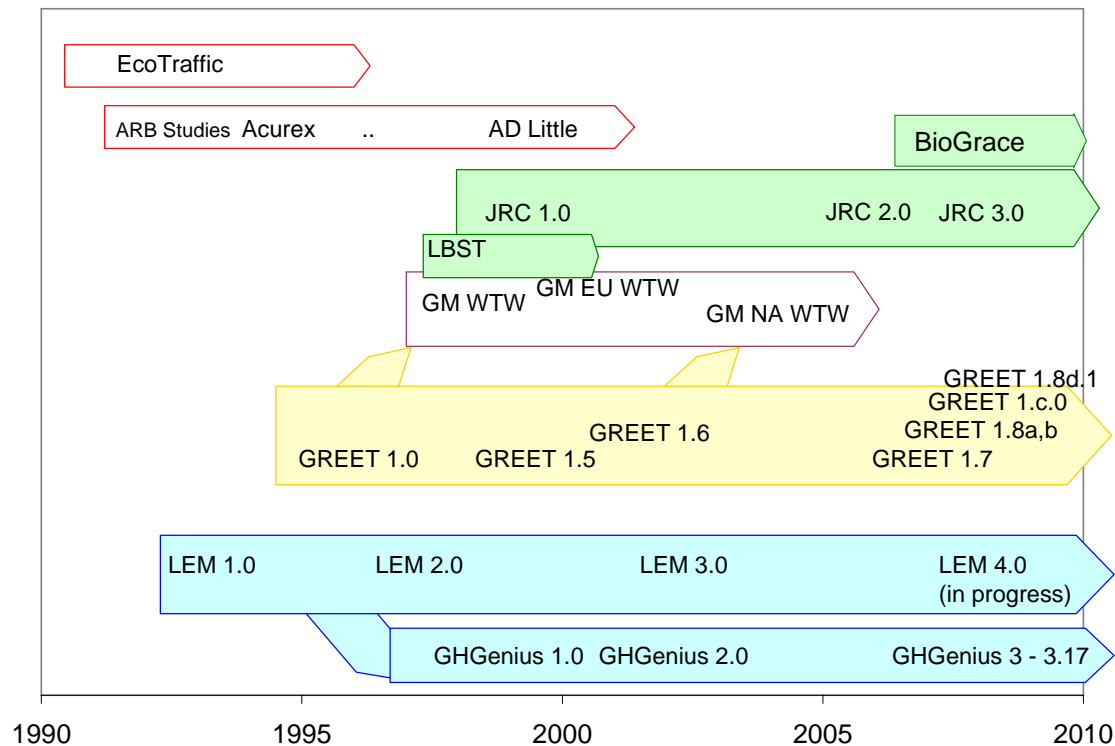 EcoTraffic
ARB Studies Acurex .. AD Little
BioGrace
JRC 1.0 JRC 2.0 JRC 3.0
LBST
GM WTW GM EU WTW GM NA WTW
GREET 1.8d.1
GREET 1.c.0
GREET 1.6 GREET 1.8a,b
GREET 1.0 GREET 1.5 GREET 1.7
LEM 1.0 LEM 2.0 LEM 3.0 LEM 4.0
(in progress)
GHGenius 1.0 GHGenius 2.0 GHGenius 3 - 3.17
1990 1995 2000 2005 2010